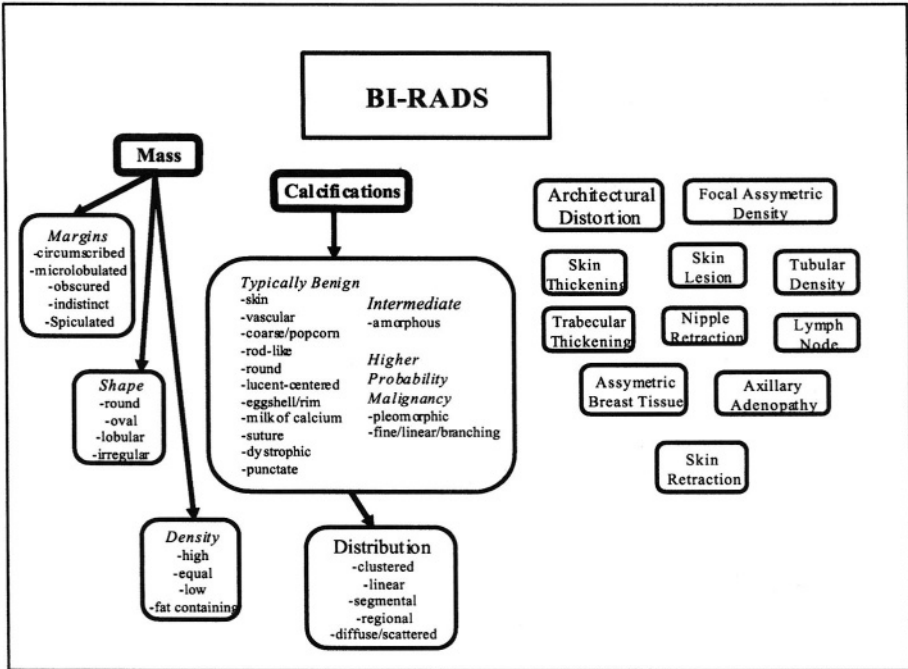 BI-RADS
Mass
Margins
-circumscribed
-microlobulated
-obscured
-indistinct
-Spiculated
Shape
-round
-oval
-lobular
-irregular
Density
-high
-equal
-low
-fat containing
Calcifications
Typically Benign
-skin
-vascular
-coarse/popcorn
-rod-like
-round
-lucent-centered
-eggshell/rim
-milk of calcium
-suture
-dystrophic
-punctate
Intermediate
-amorphous
Higher
Probability
Malignancy
-pleomorphic
-fine/linear/branching
Distribution
-clustered
-linear
-segmental
-regional
-diffuse/scattered
Architectural
Distortion
Focal Assymetric
Density
Skin
Thickening
Skin
Lesion
Tubular
Density
Trabecular
Thickening
Nipple
Retraction
Lymph
Node
Assymetric
Breast Tissue
Axillary
Adenopathy
Skin
Retraction